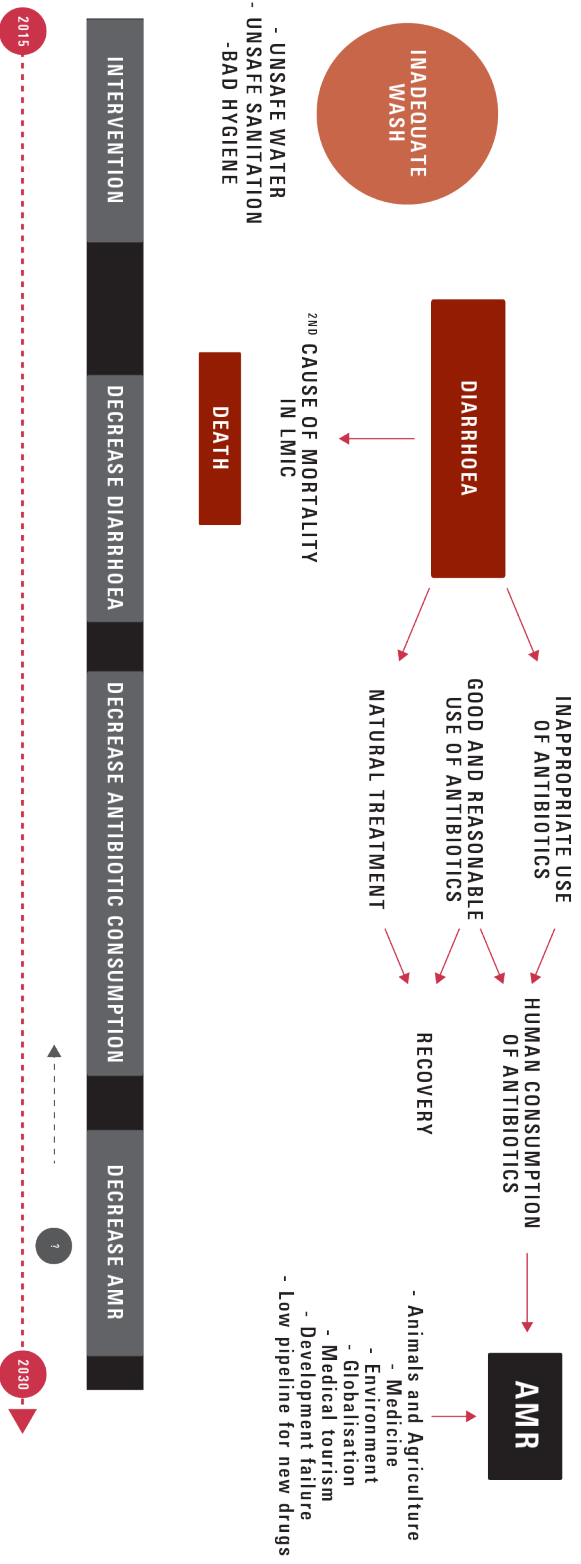 INADEQUATE
WASH
- UNSAFE WATER
- UNSAFE SANITATION
-BAD HYGIENE
DIARRHOEA
2ND CAUSE OF MORTALITY
IN LMIC
DEATH
INAPPROPRIATE USE
OF ANTIBIOTICS
GOOD AND REASONABLE
USE OF ANTIBIOTICS
NATURAL TREATMENT
HUMAN CONSUMPTION
OF ANTIBIOTICS
RECOVERY
AMR
- Animals and Agriculture
- Medicine
- Environment
- Globalisation
- Medical tourism
- Development failure
- Low pipeline for new drugs
INTERVENTION
DECREASE DIARRHOEA
DECREASE ANTIBIOTIC CONSUMPTION
DECREASE AMR
?
2015
2030